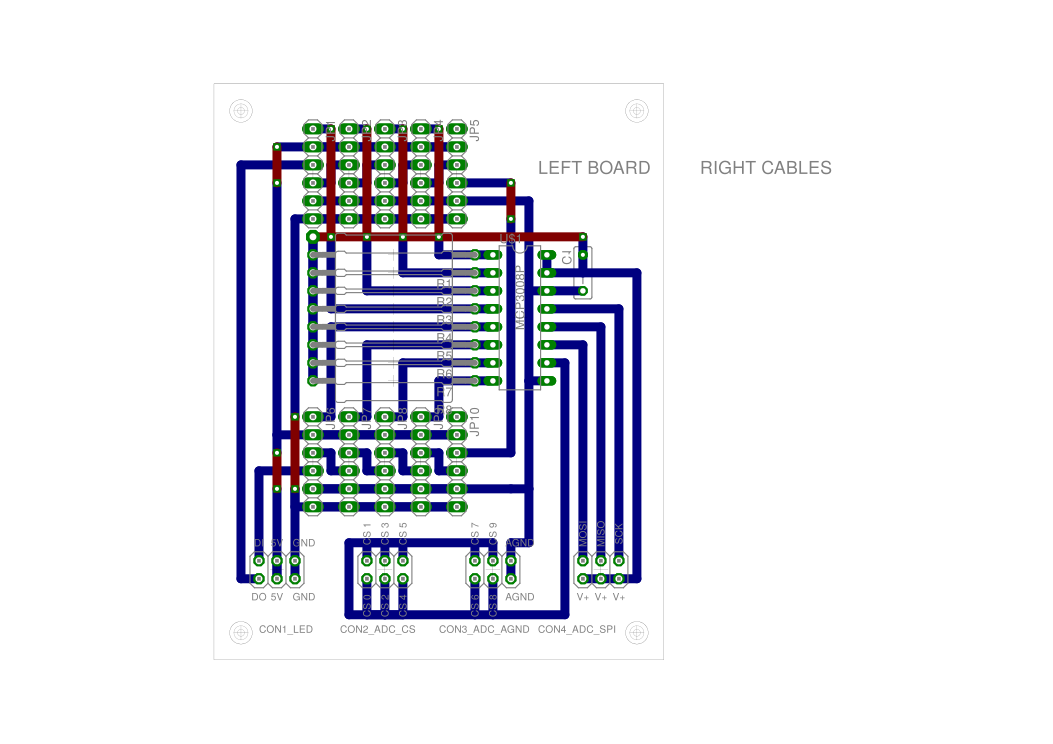 JP1 JP2 JP3 JP4 JP5
LEFT BOARD
RIGHT CABLES
US1
C1
MCP3008P
R1
R2
R3
R4
R5
R6
R7
JP6 JP7 JP8 JP9 JP10
CS 1 CS 3 CS 5 CS 7 CS 9 MOSI MISO SCK
DI 5V GND AGND
DO 5V GND CS 0 CS 2 CS 4 CS 6 CS 8 AGND V+ V+ V+
CON1_LED CON2_ADC_CS CON3_ADC_AGND CON4_ADC_SPI